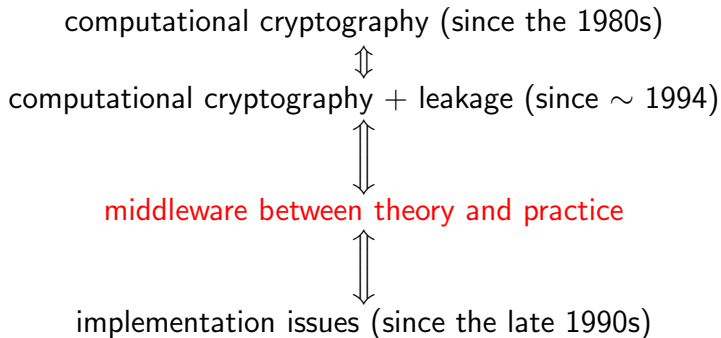 computational cryptography (since the 1980s)
⇕
computational cryptography + leakage (since ∼ 1994)
⇕
middleware between theory and practice
⇕
implementation issues (since the late 1990s)